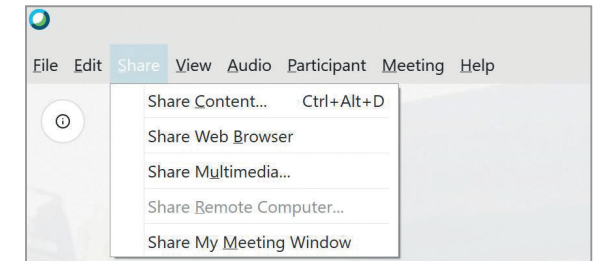 File Edit Share View Audio Participant Meeting Help
Share Content... Ctrl+Alt+D
Share Web Browser
Share Multimedia...
Share Remote Computer...
Share My Meeting Window